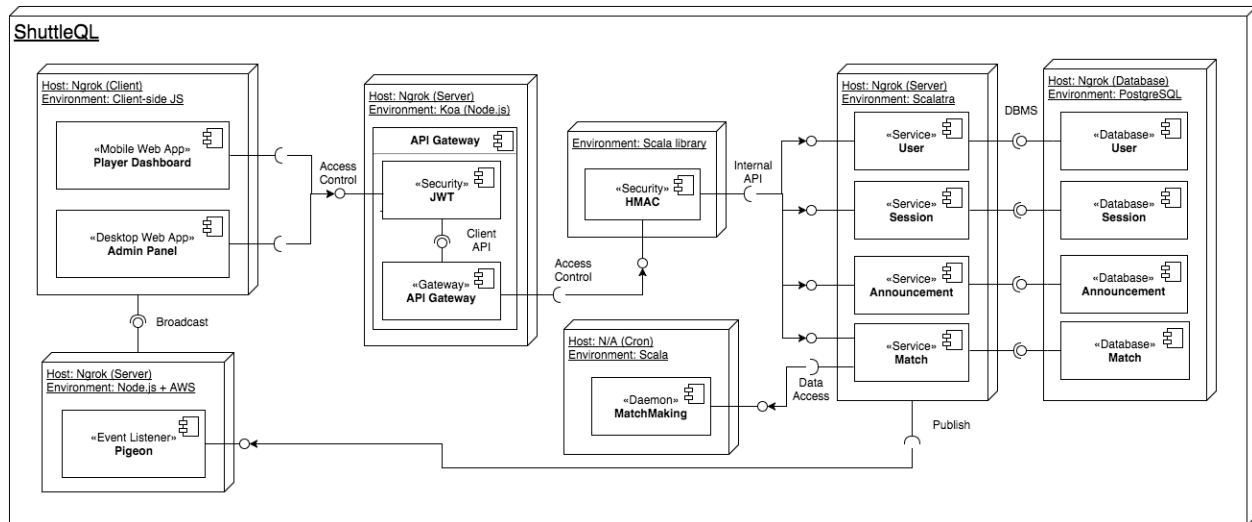 ShuttleQL
Host: Ngrok (Client)
Environment: Client-side JS
«Mobile Web App»
Player Dashboard
«Desktop Web App»
Admin Panel
Broadcast
Host: Ngrok (Server)
Environment: Node.js + AWS
«Event Listener»
Pigeon
Access
Control
Host: Ngrok (Server)
Environment: Koa (Node.js)
API Gateway
«Security»
JWT
Client
API
«Gateway»
API Gateway
Access
Control
Environment: Scala library
«Security»
HMAC
Internal
API
Host: N/A (Cron)
Environment: Scala
«Daemon»
MatchMaking
Data
Access
Host: Ngrok (Server)
Environment: Scalatra
«Service»
User
«Service»
Session
«Service»
Announcement
«Service»
Match
Publish
DBMS
Host: Ngrok (Database)
Environment: PostgreSQL
«Database»
User
«Database»
Session
«Database»
Announcement
«Database»
Match